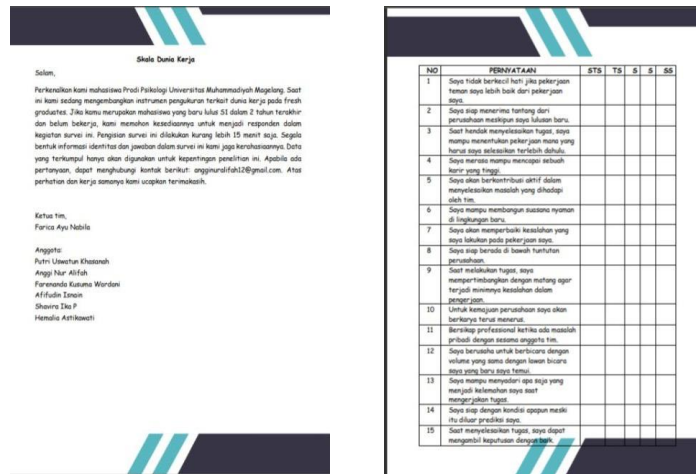 Skala Dunia Kerja
Salam,
Perkenalkan kami mahasiswa Prodi Psikologi Universitas Muhammadiyah Magelang. Saat
ini kami sedang mengembangkan instrumen pengukuran terkait dunia kerja pada fresh
graduates. Jika kamu merupakan mahasiswa yang baru lulus S1 dalam 2 tahun terakhir
dan belum bekerja, kami memohon kesediaannya untuk menjadi responden dalam
kegiatan survei ini. Pengisian survei ini dilakukan kurang lebih 15 menit saja. Segala
bentuk informasi identitas dan jawaban dalam survei ini kami jaga kerahasiaannya. Data
yang terkumpul hanya akan digunakan untuk kepentingan penelitian ini. Apabila ada
pertanyaan, dapat menghubungi kontak berikut: angginuralifah12@gmail.com. Atas
perhatian dan kerja samanya kami ucapkan terimakasih.
Ketua tim,
Farica Ayu Nabila
Anggota:
Putri Uswatun Khasanah
Anggi Nur Alifah
Farenanda Kusuma Wardani
Afifudin Isnain
Shavira Ika P
Hemalia Astikawati
NO PERNYATAAN STS TS S S SS
1 Saya tidak berkecil hati jika pekerjaan
teman saya lebih baik dari pekerjaan
saya.
2 Saya siap menerima tantang dari
perusahaan meskipun saya lulusan baru.
3 Saat hendak menyelesaikan tugas, saya
mampu menentukan pekerjaan mana yang
harus saya selesaikan terlebih dahulu.
4 Saya merasa mampu mencapai sebuah
karir yang tinggi.
5 Saya akan berkontribusi aktif dalam
menyelesaikan masalah yang dihadapi
oleh tim.
6 Saya mampu membangun suasana nyaman
di lingkungan baru.
7 Saya akan memperbaiki kesalahan yang
saya lakukan pada pekerjaan saya.
8 Saya siap berada di bawah tuntutan
perusahaan.
9 Saat melakukan tugas, saya
mempertimbangkan dengan matang agar
terjadi minimnya kesalahan dalam
pengerjaan.
10 Untuk kemajuan perusahaan saya akan
berkarya terus menerus.
11 Bersikap professional ketika ada masalah
pribadi dengan sesama anggota tim.
12 Saya berusaha untuk berbicara dengan
volume yang sama dengan lawan bicara
saya yang baru saya temui.
13 Saya mampu menyadari apa saja yang
menjadi kelemahan saya saat
mengerjakan tugas.
14 Saya siap dengan kondisi apapun meski
itu diluar prediksi saya.
15 Saat menyelesaikan tugas, saya dapat
mengambil keputusan dengan baik.